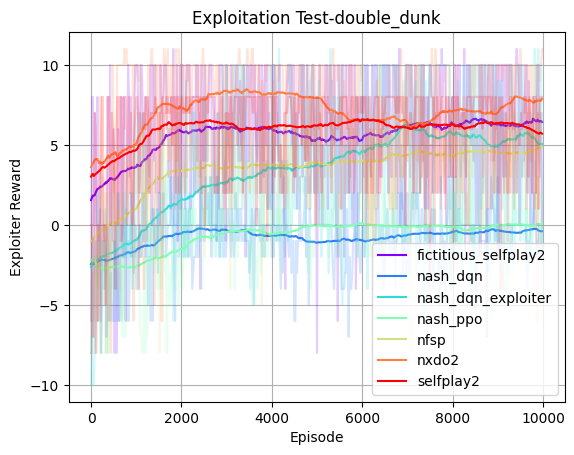 Exploitation Test-double_dunk
Exploiter Reward
10
5
0
−5
−10
0
2000
4000
6000
8000
10000
Episode
fictitious_selfplay2
nash_dqn
nash_dqn_exploiter
nash_ppo
nfsp
nxdo2
selfplay2